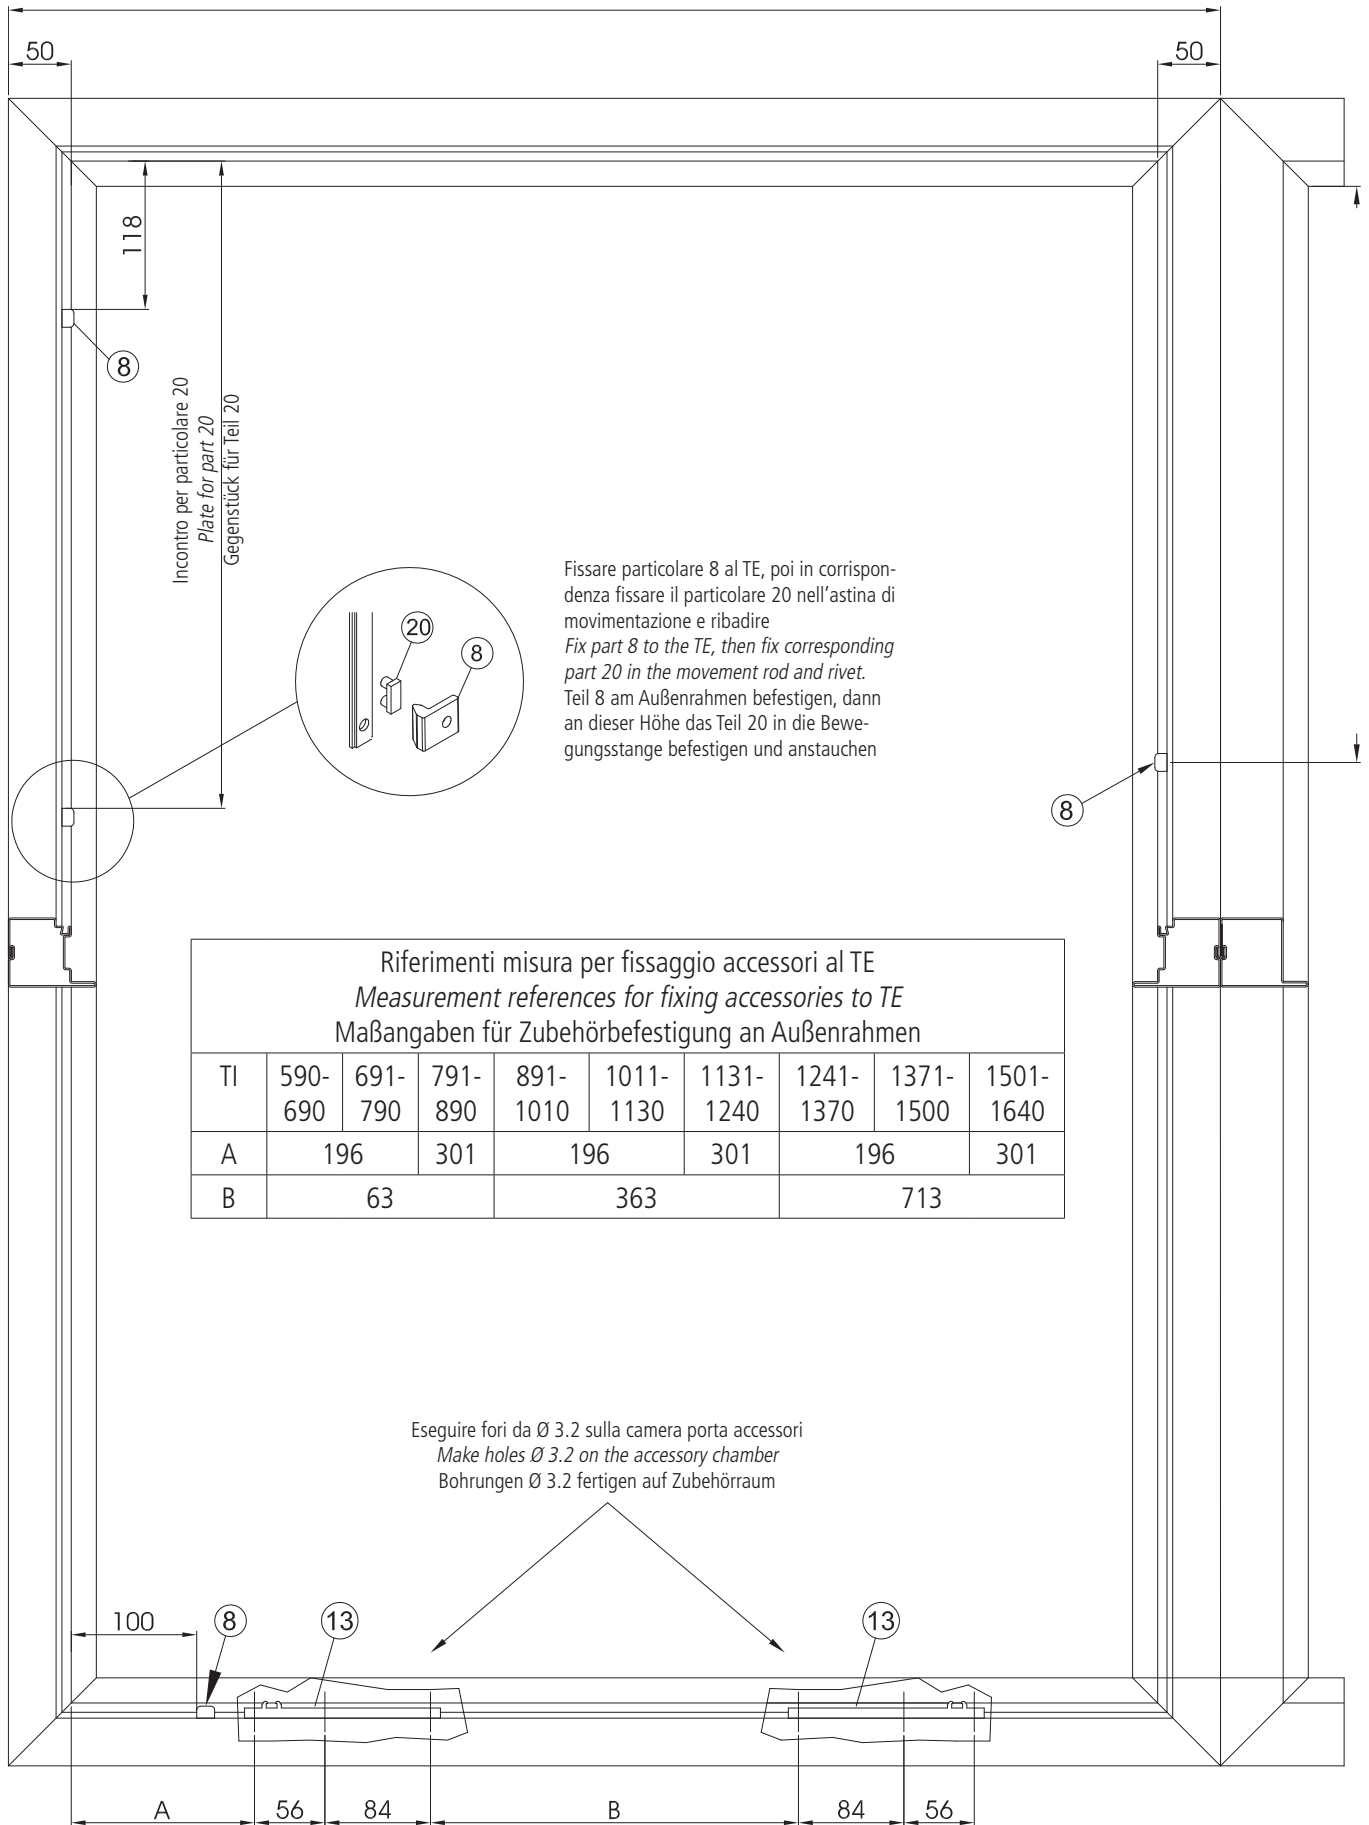 50
50
118
8
Incontro per particolare 20
Plate for part 20
Gegenstück für Teil 20
20
8
Fissare particolare 8 al TE, poi in corrispon-
denza fissare il particolare 20 nell'astina di
movimentazione e ribadire
Fix part 8 to the TE, then fix corresponding
part 20 in the movement rod and rivet.
Teil 8 am Außenrahmen befestigen, dann
an dieser Höhe das Teil 20 in die Bewe-
gungsstange befestigen und anstauchen
8
Riferimenti misura per fissaggio accessori al TE
Measurement references for fixing accessories to TE
Maßangaben für Zubehörbefestigung an Außenrahmen
TI 590- 691- 791- 891- 1011- 1131- 1241- 1371- 1501-
690 790 890 1010 1130 1240 1370 1500 1640
A 196 301 196 301 196 301
B 63 363 713
Eseguire fori da Ø 3.2 sulla camera porta accessori
Make holes Ø 3.2 on the accessory chamber
Bohrungen Ø 3.2 fertigen auf Zubehörraum
100 8 13 13
A 56 84 B 84 56